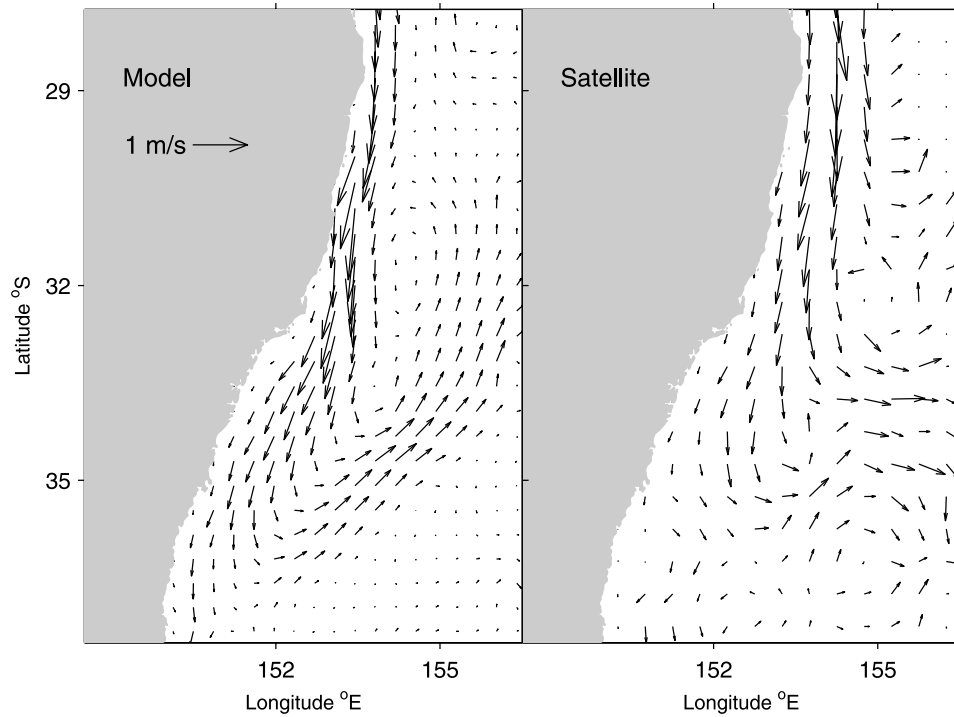 Model
Satellite
1 m/s
29
32
35
Latitude °S
152
155
152
155
Longitude °E
Longitude °E